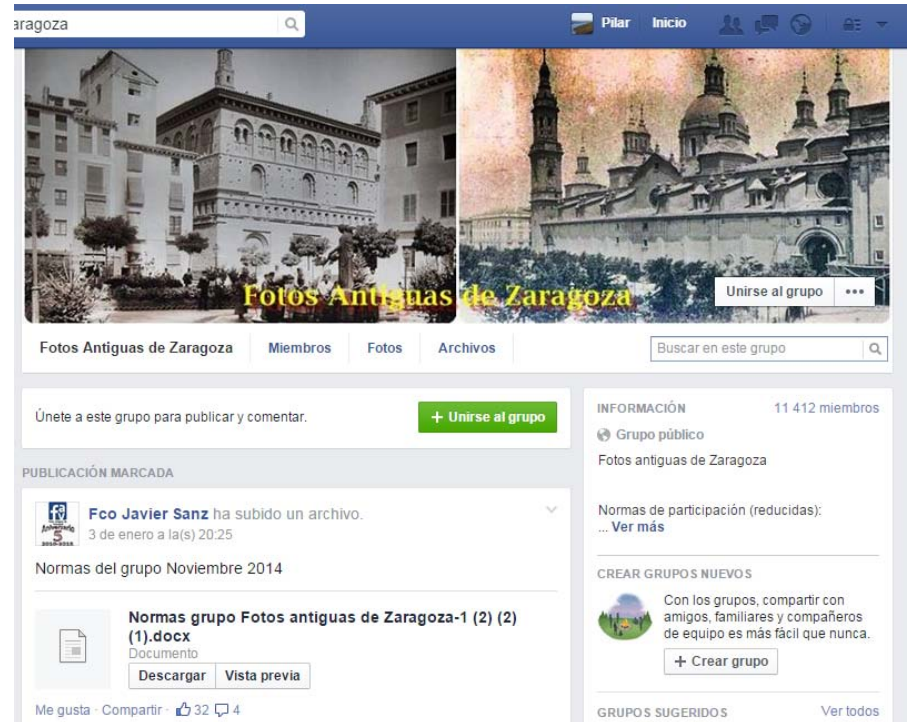 aragoza
Pilar Inicio
Fotos Antiguas de Zaragoza
Unirse al grupo
Fotos Antiguas de Zaragoza Miembros Fotos Archivos
Buscar en este grupo
Únete a este grupo para publicar y comentar.
+ Unirse al grupo
PUBLICACIÓN MARCADA
Fco Javier Sanz ha subido un archivo.
3 de enero a la(s) 20:25
Normas del grupo Noviembre 2014
Normas grupo Fotos antiguas de Zaragoza-1 (2) (2)
(1).docx
Documento
Descargar Vista previa
Me gusta · Compartir · 32 4
INFORMACIÓN 11 412 miembros
Grupo público
Fotos antiguas de Zaragoza
Normas de participación (reducidas):
... Ver más
CREAR GRUPOS NUEVOS
Con los grupos, compartir con
amigos, familiares y compañeros
de equipo es más fácil que nunca.
+ Crear grupo
GRUPOS SUGERIDOS Ver todos